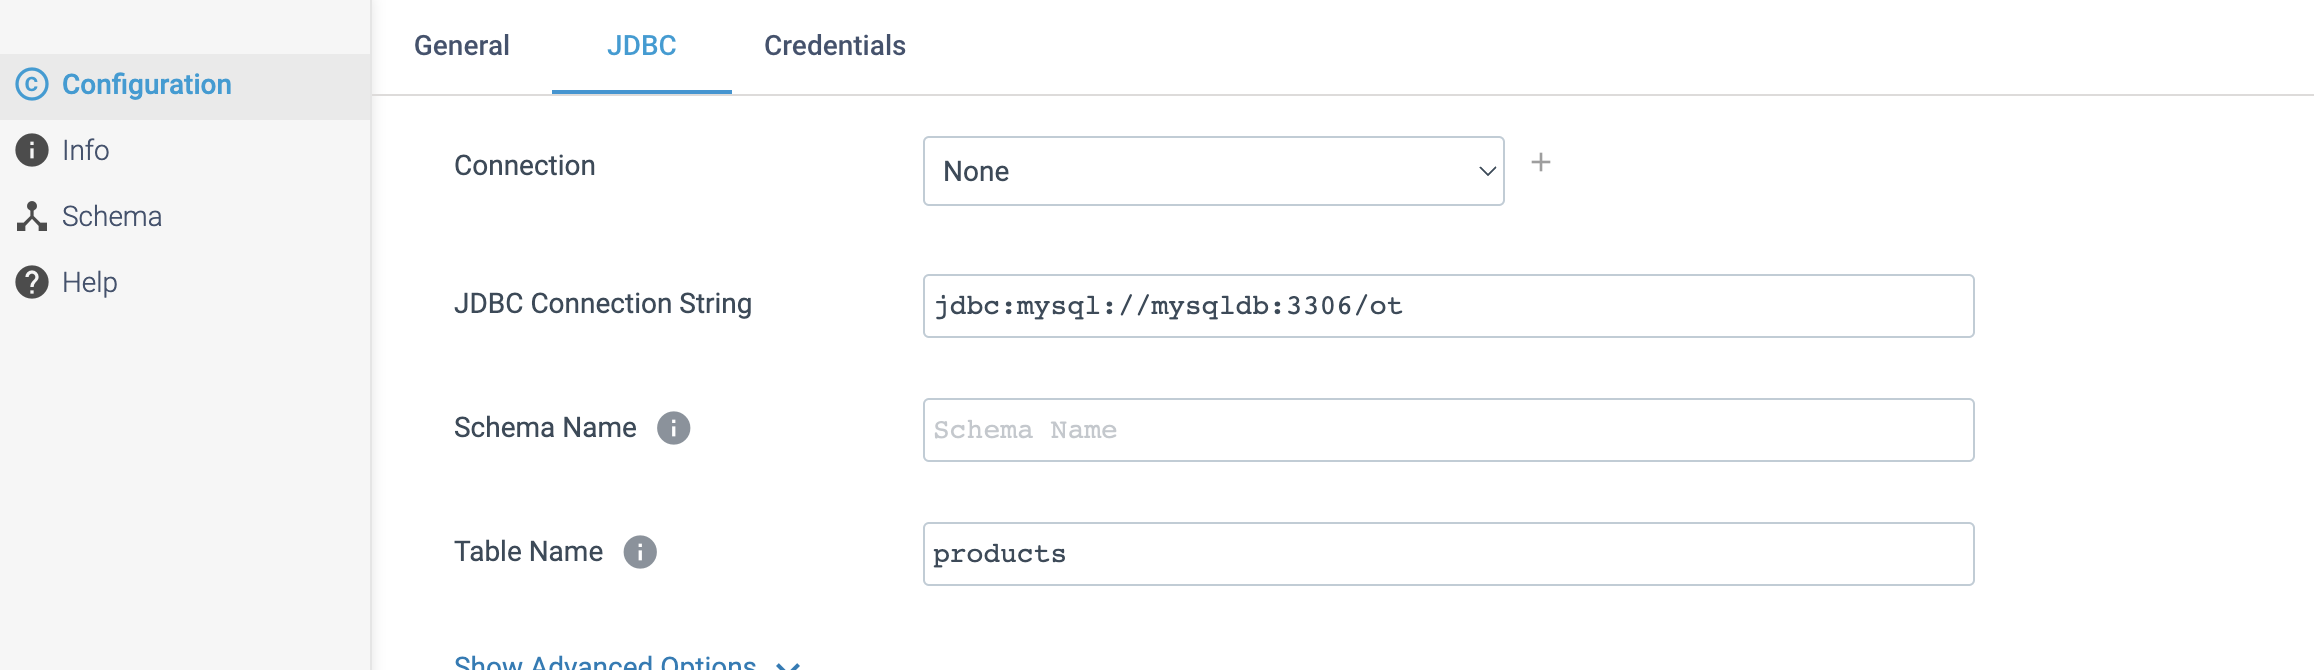 General JDBC Credentials
Configuration
Info
Schema
Help
Connection None
JDBC Connection String jdbc:mysql://mysqldb:3306/ot
Schema Name Schema Name
Table Name products
Show Advanced Options